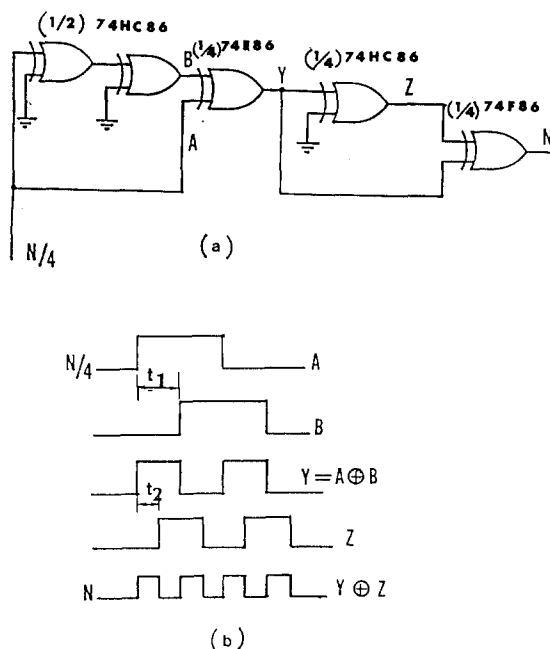 (1/2) 74HC86
B (1/4) 74F86
Y (1/4) 74HC86
Z (1/4) 74F86
A
N
N/4
(a)
N/4 t1 A
B
Y = A ⊕ B
t2
Z
N Y ⊕ Z
(b)